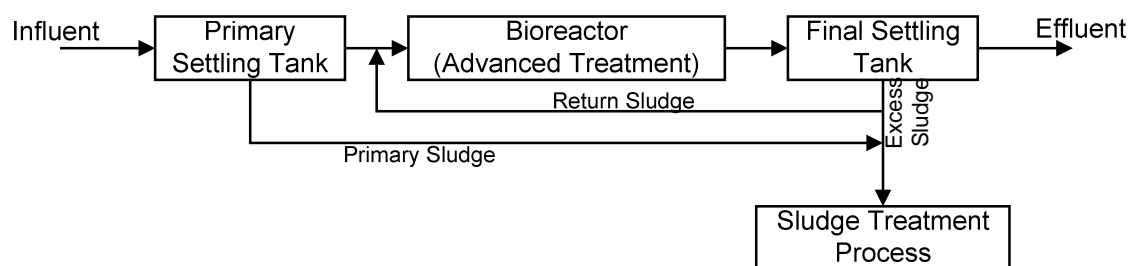 Influent
Primary
Settling Tank
Bioreactor
(Advanced Treatment)
Final Settling
Tank
Effluent
Return Sludge
Excess
Sludge
Primary Sludge
Sludge Treatment
Process